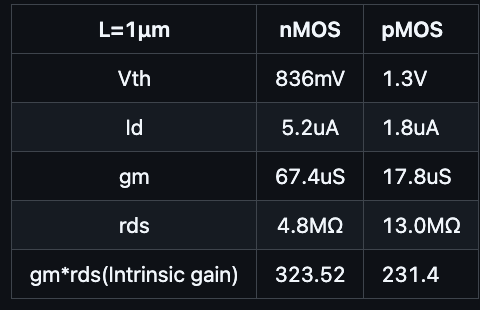 L=1μm nMOS pMOS
Vth 836mV 1.3V
Id 5.2uA 1.8uA
gm 67.4uS 17.8uS
rds 4.8MΩ 13.0MΩ
gm*rds(Intrinsic gain) 323.52 231.4